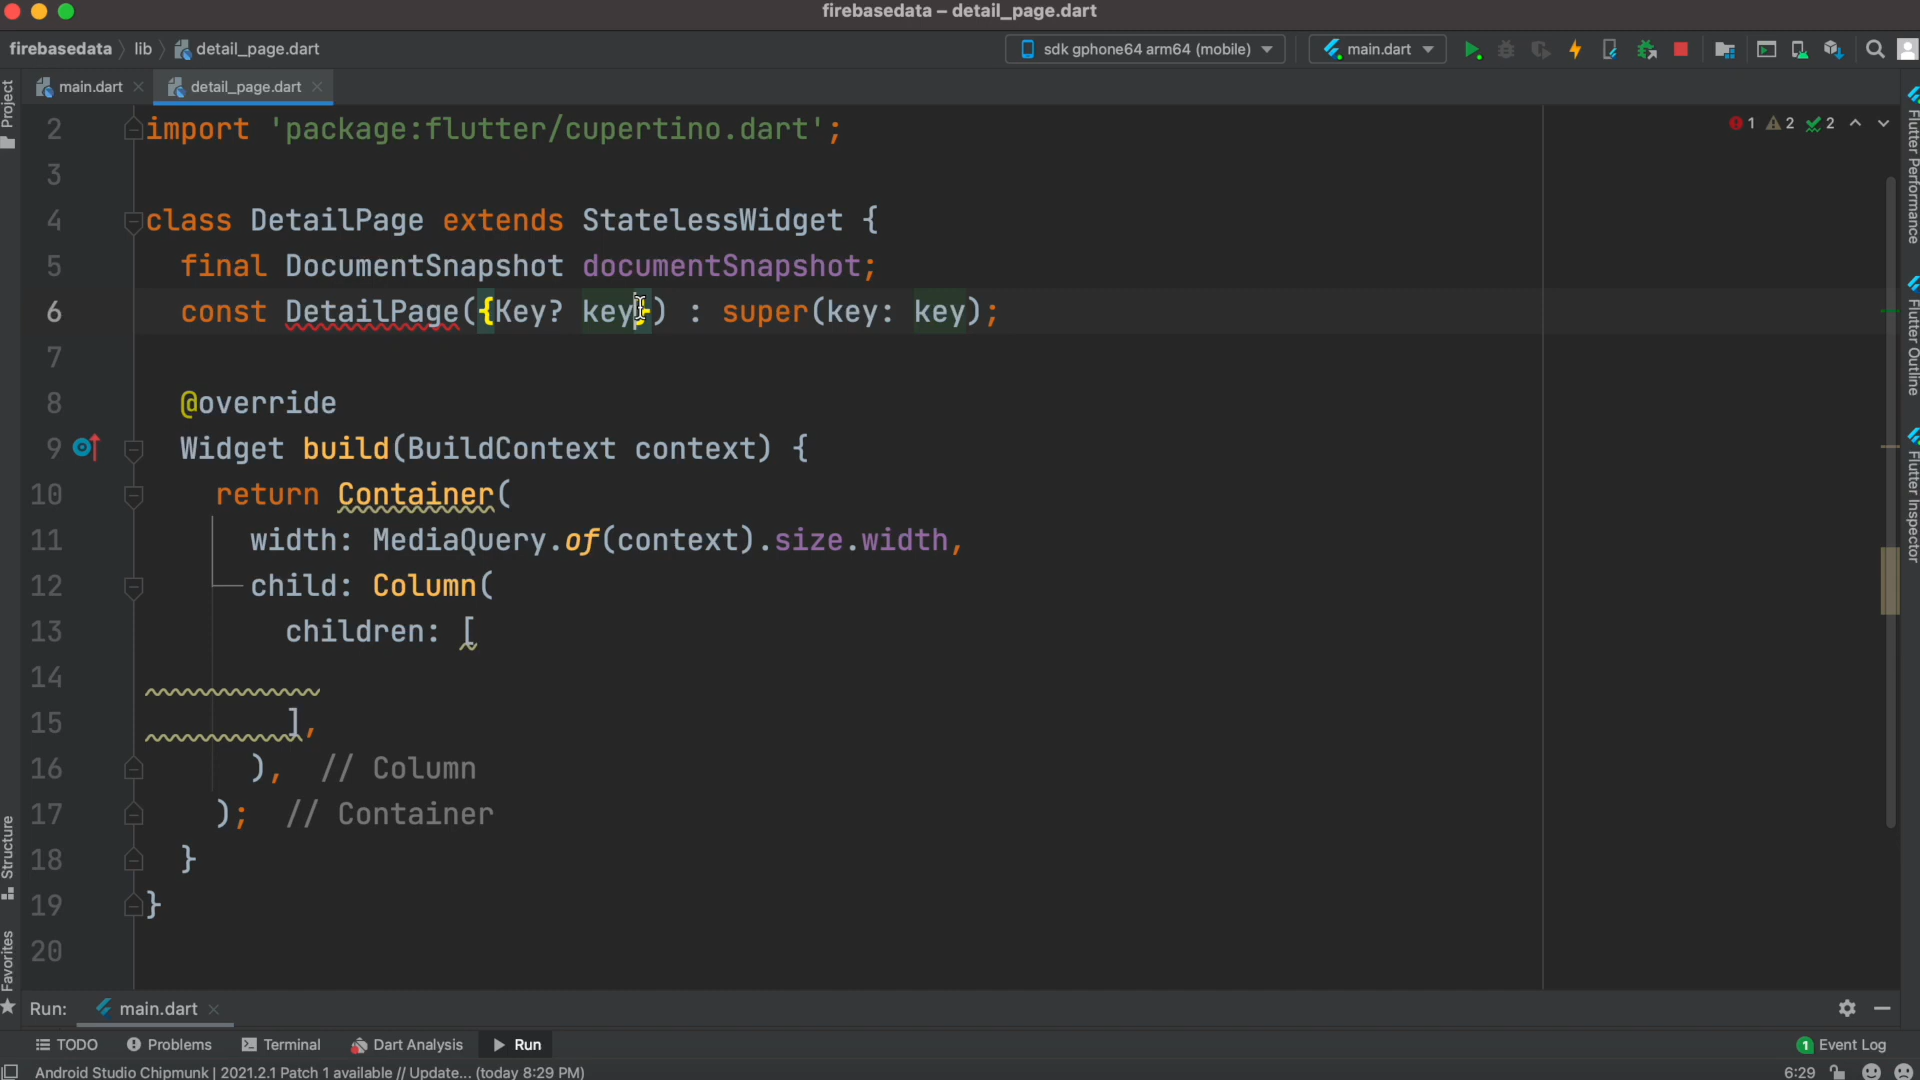 firebasedata – detail_page.dart
firebasedata lib detail_page.dart
sdk gphone64 arm64 (mobile)
main.dart
main.dart
detail_page.dart
1 2 2
Project
Structure
Favorites
Flutter Performance
Flutter Outline
Flutter Inspector
2 import 'package:flutter/cupertino.dart';
3
4 class DetailPage extends StatelessWidget {
5 final DocumentSnapshot documentSnapshot;
6 const DetailPage({Key? key}) : super(key: key);
7
8 @override
9 Widget build(BuildContext context) {
10 return Container(
11 width: MediaQuery.of(context).size.width,
12 child: Column(
13 children: [
14
15 ],
16 ), // Column
17 ); // Container
18 }
19 }
20
Run: main.dart
TODO Problems Terminal Dart Analysis Run
1 Event Log
Android Studio Chipmunk | 2021.2.1 Patch 1 available // Update... (today 8:29 PM)
6:29